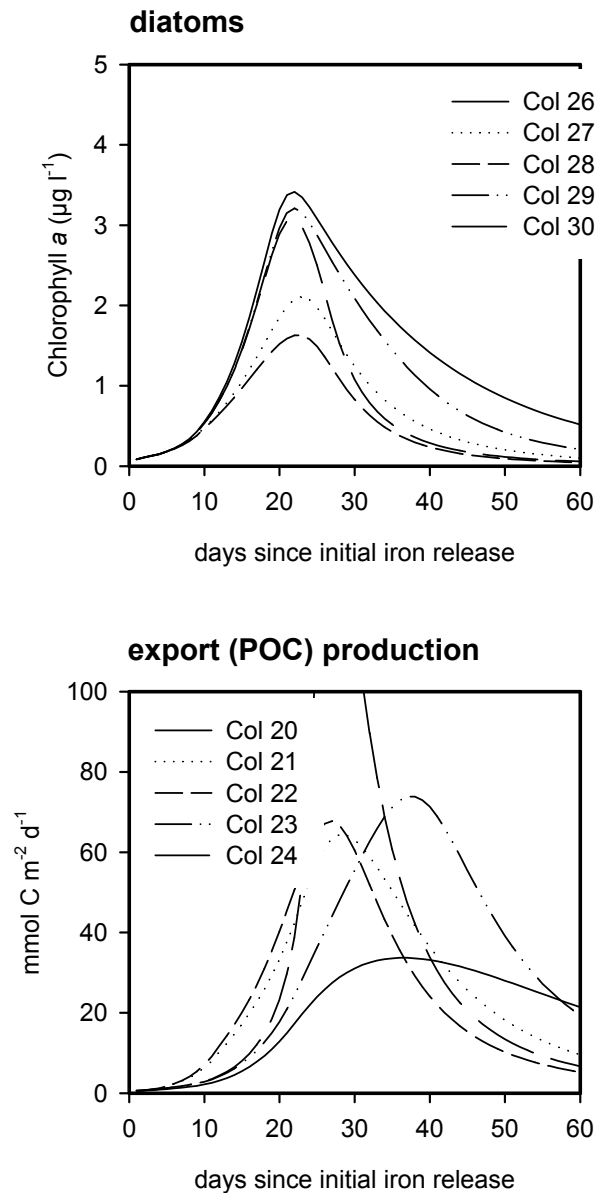 diatoms
5
4
3
2
1
0
Chlorophyll a (µg l⁻¹)
Col 26
Col 27
Col 28
Col 29
Col 30
0 10 20 30 40 50 60
days since initial iron release
export (POC) production
100
80
60
40
20
0
mmol C m⁻² d⁻¹
Col 20
Col 21
Col 22
Col 23
Col 24
0 10 20 30 40 50 60
days since initial iron release